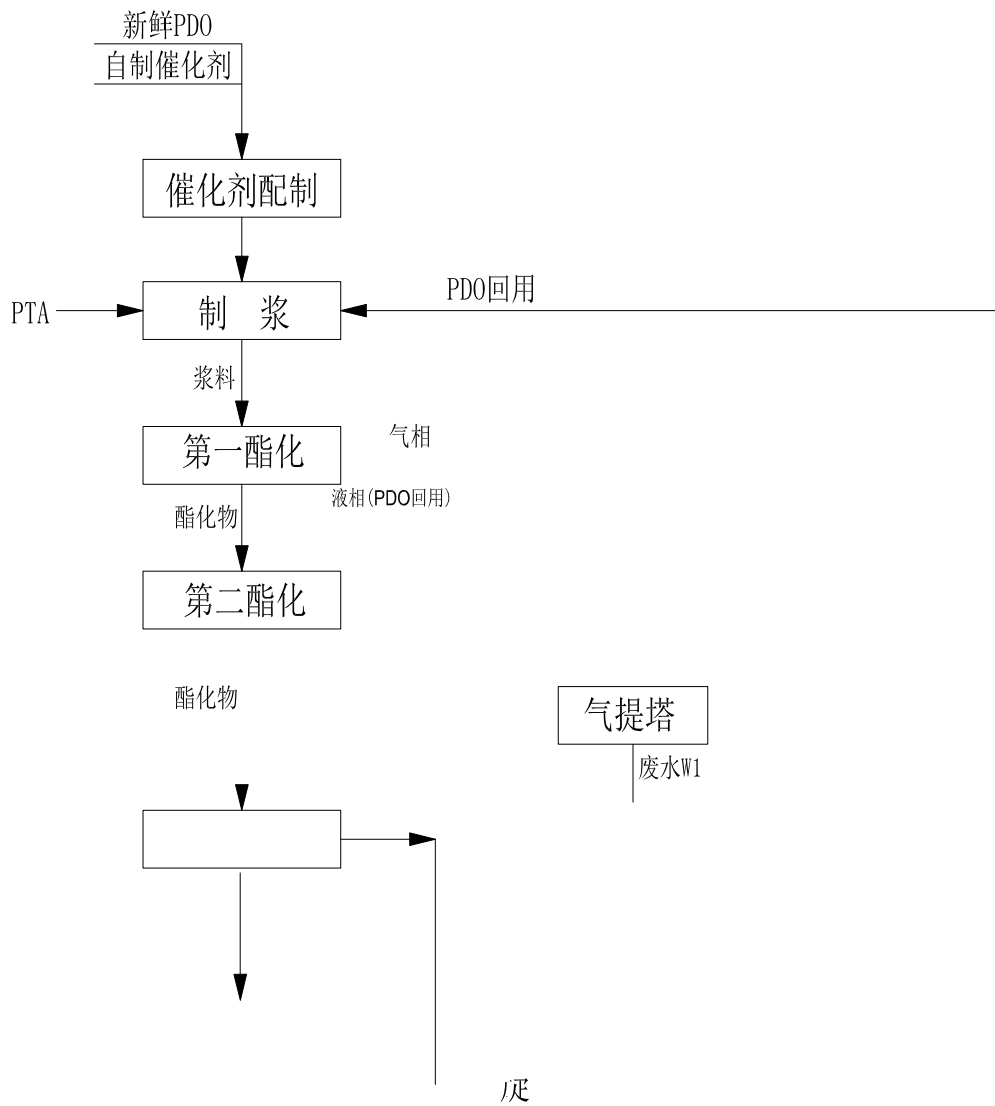 新鲜PDO
自制催化剂
催化剂配制
PDO回用
PTA
制 浆
浆料
气相
第一酯化
液相(PDO回用)
酯化物
第二酯化
酯化物
气提塔
废水W1